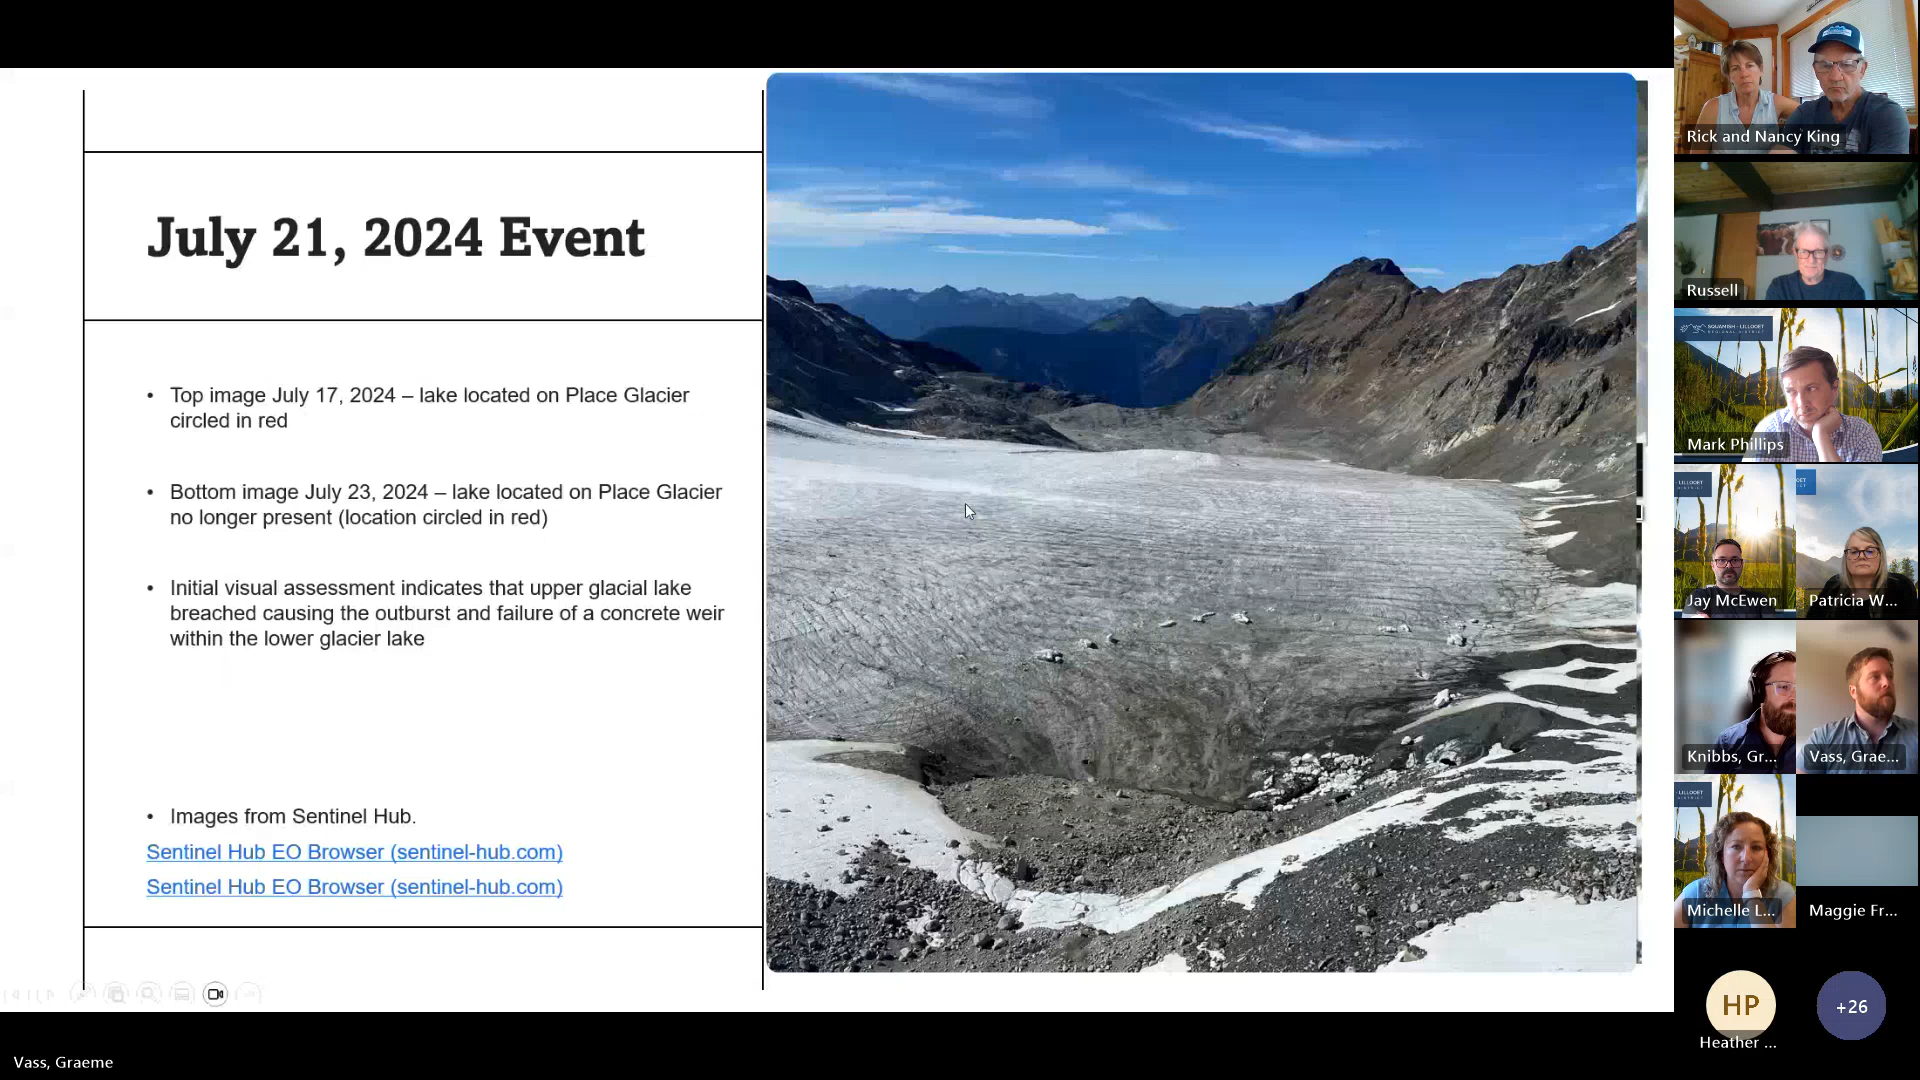 July 21, 2024 Event
• Top image July 17, 2024 – lake located on Place Glacier
circled in red
• Bottom image July 23, 2024 – lake located on Place Glacier
no longer present (location circled in red)
• Initial visual assessment indicates that upper glacial lake
breached causing the outburst and failure of a concrete weir
within the lower glacier lake
• Images from Sentinel Hub.
Sentinel Hub EO Browser (sentinel-hub.com)
Sentinel Hub EO Browser (sentinel-hub.com)
Vass, Graeme
Rick and Nancy King
Russell
SQUAMISH · LILLOOET
REGIONAL DISTRICT
Mark Phillips
Jay McEwen
Patricia W...
Knibbs, Gr...
Vass, Grae...
Michelle L...
Maggie Fr...
HP
Heather ...
+26